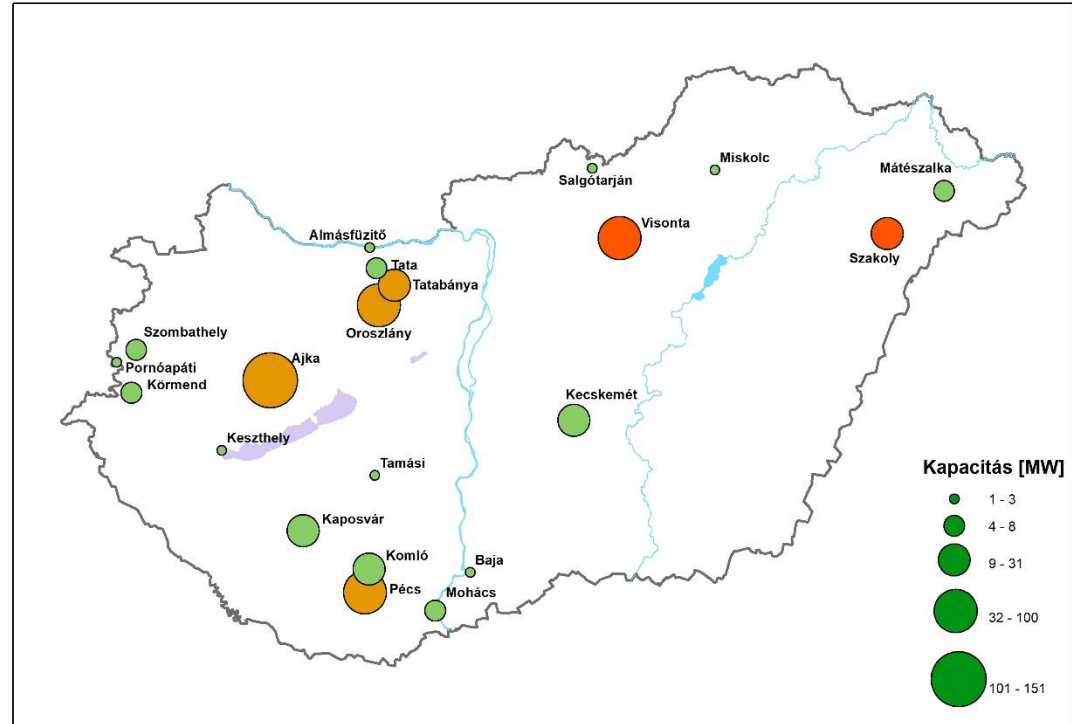 Miskolc
Salgótarján
Mátészalka
Visonta
Szakoly
Almásfüzitő
Tata
Tatabánya
Oroszlány
Szombathely
Pornóapáti
Körmend
Ajka
Kecskemét
Keszthely
Tamási
Kaposvár
Komló
Pécs
Baja
Mohács
Kapacitás [MW]
1 - 3
4 - 8
9 - 31
32 - 100
101 - 151